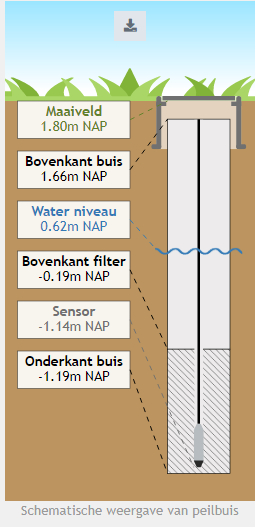 Maaiveld
1.80m NAP
Bovenkant buis
1.66m NAP
Water niveau
0.62m NAP
Bovenkant filter
-0.19m NAP
Sensor
-1.14m NAP
Onderkant buis
-1.19m NAP
Schematische weergave van peilbuis